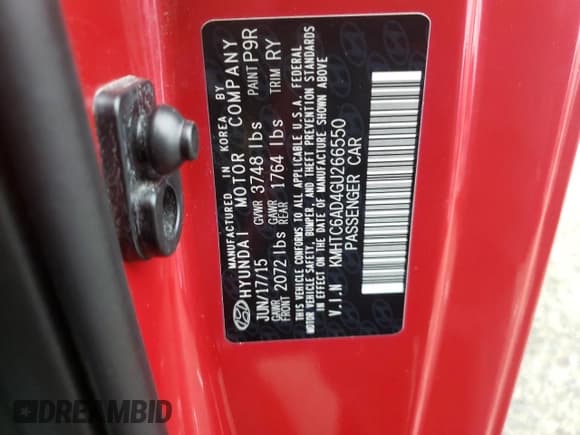 MANUFACTURED IN KOREA BY
HYUNDAI MOTOR COMPANY
JUN/17/15 GVWR 3748 lbs PAINT P9R
GAWR FRONT 2072 lbs GAWR REAR 1764 lbs TRIM RY
THIS VEHICLE CONFORMS TO ALL APPLICABLE U.S.A. FEDERAL
MOTOR VEHICLE SAFETY, BUMPER, AND THEFT PREVENTION STANDARDS
IN EFFECT ON THE DATE OF MANUFACTURE SHOWN ABOVE.
V.I.N KMHTC6AD4GU266550
PASSENGER CAR
DREAMBID